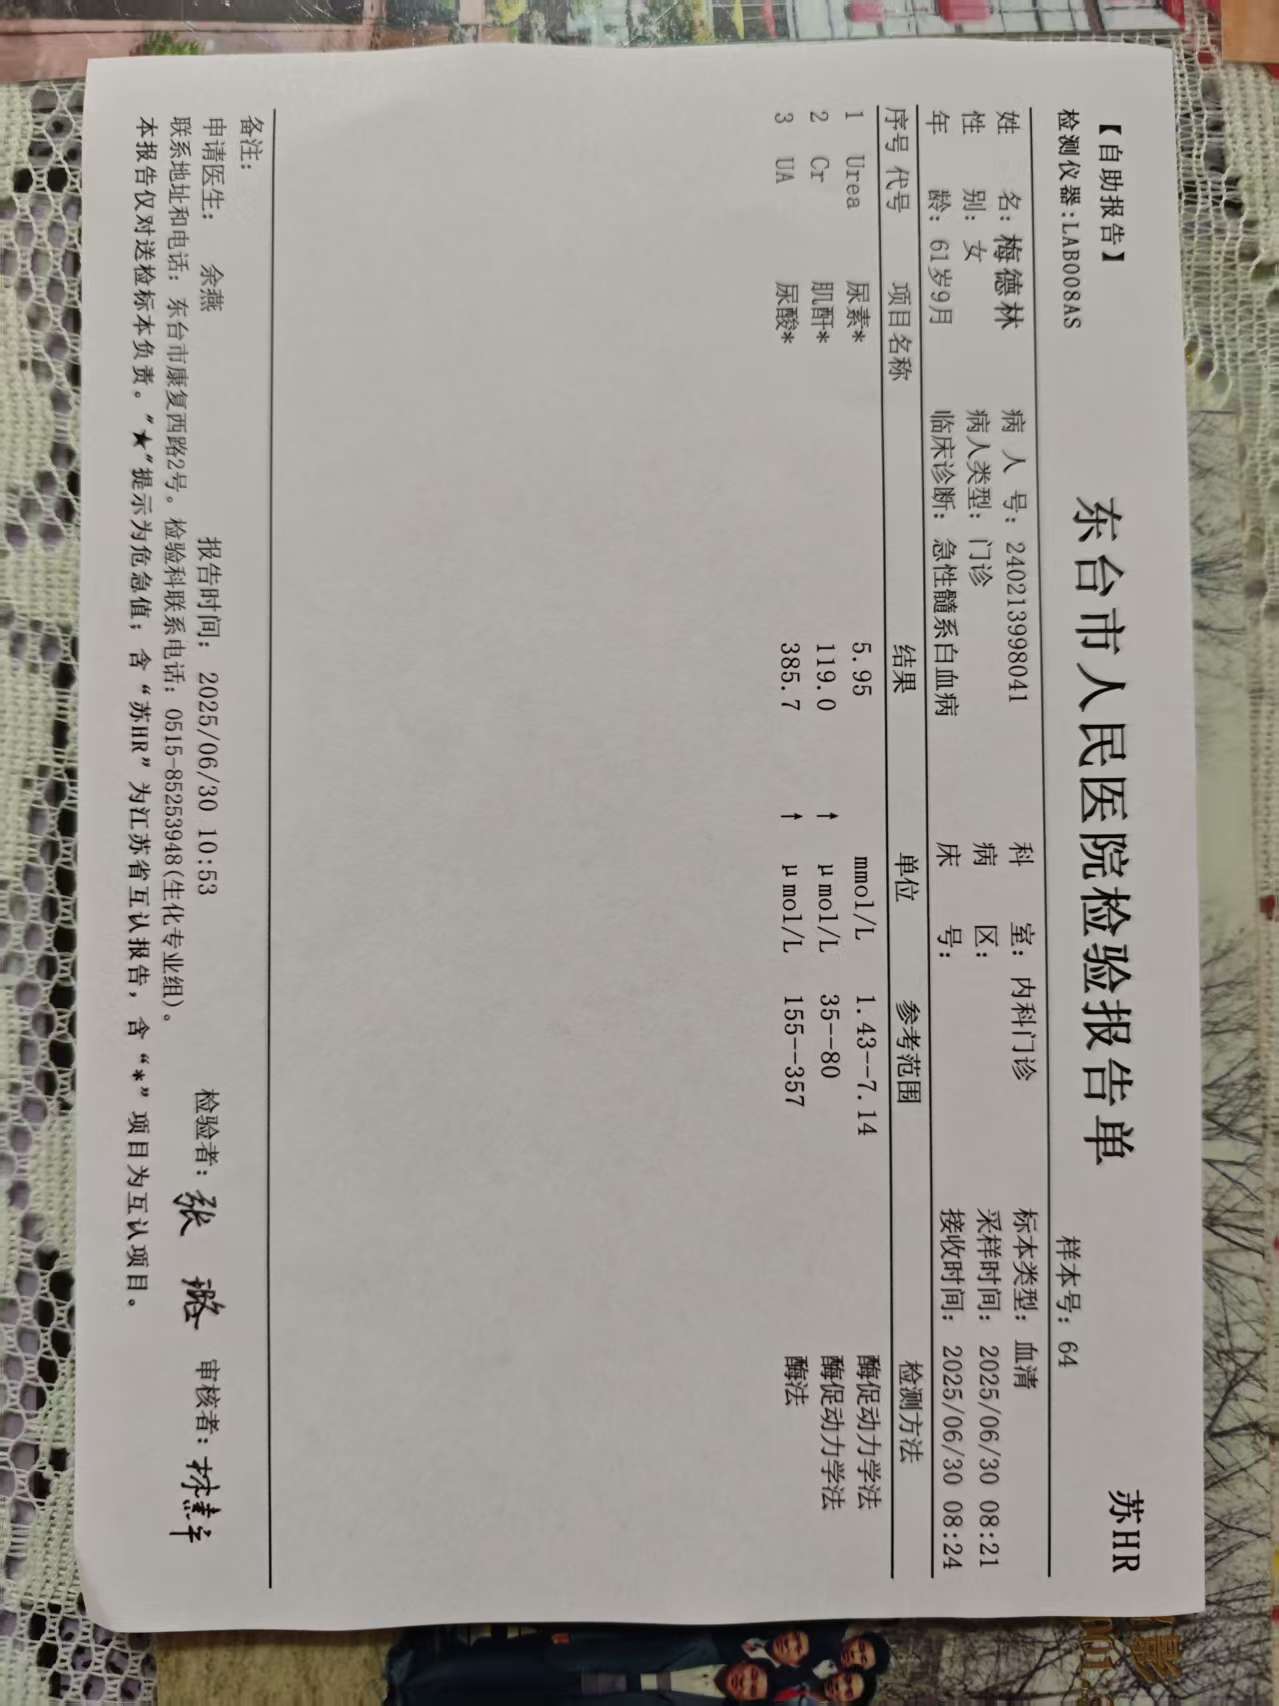 【自助报告】
东台市人民医院检验报告单
苏HR
检测仪器:LAB008AS
样本号: 64
姓 名: 梅德林 病 人 号: 240213998041 科 室: 内科门诊 标本类型: 血清
性 别: 女 病人类型: 门诊 病 区: 采样时间: 2025/06/30 08:21
年 龄: 61岁9月 临床诊断: 急性髓系白血病 床 号: 接收时间: 2025/06/30 08:24
序号 代号 项目名称 结果 单位 参考范围 检测方法
1 Urea 尿素* 5.95 mmol/L 1.43--7.14 酶促动力学法
2 Cr 肌酐* 119.0 ↑ μmol/L 35--80 酶促动力学法
3 UA 尿酸* 385.7 ↑ μmol/L 155--357 酶法
备注:
申请医生: 余燕 报告时间: 2025/06/30 10:53 检验者: 张 璐 审核者:
联系地址和电话: 东台市康复西路2号。检验科联系电话: 0515-85253948(生化专业组)。
本报告仅对送检标本负责。"★"提示为危急值; 含“苏HR”为江苏省互认报告, 含“*”项目为互认项目。
影